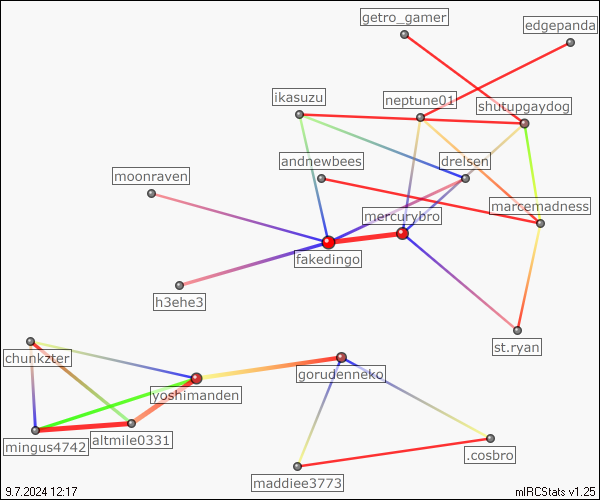 getro_gamer
edgepanda
ikasuzu
neptune01
shutupgaydog
andnewbees
drelsen
moonraven
marcemadness
mercurybro
fakedingo
h3ehe3
st.ryan
chunkzter
gorudenneko
yoshimanden
altmile0331
mingus4742
.cosbro
maddiee3773
9.7.2024 12:17
mIRCStats v1.25